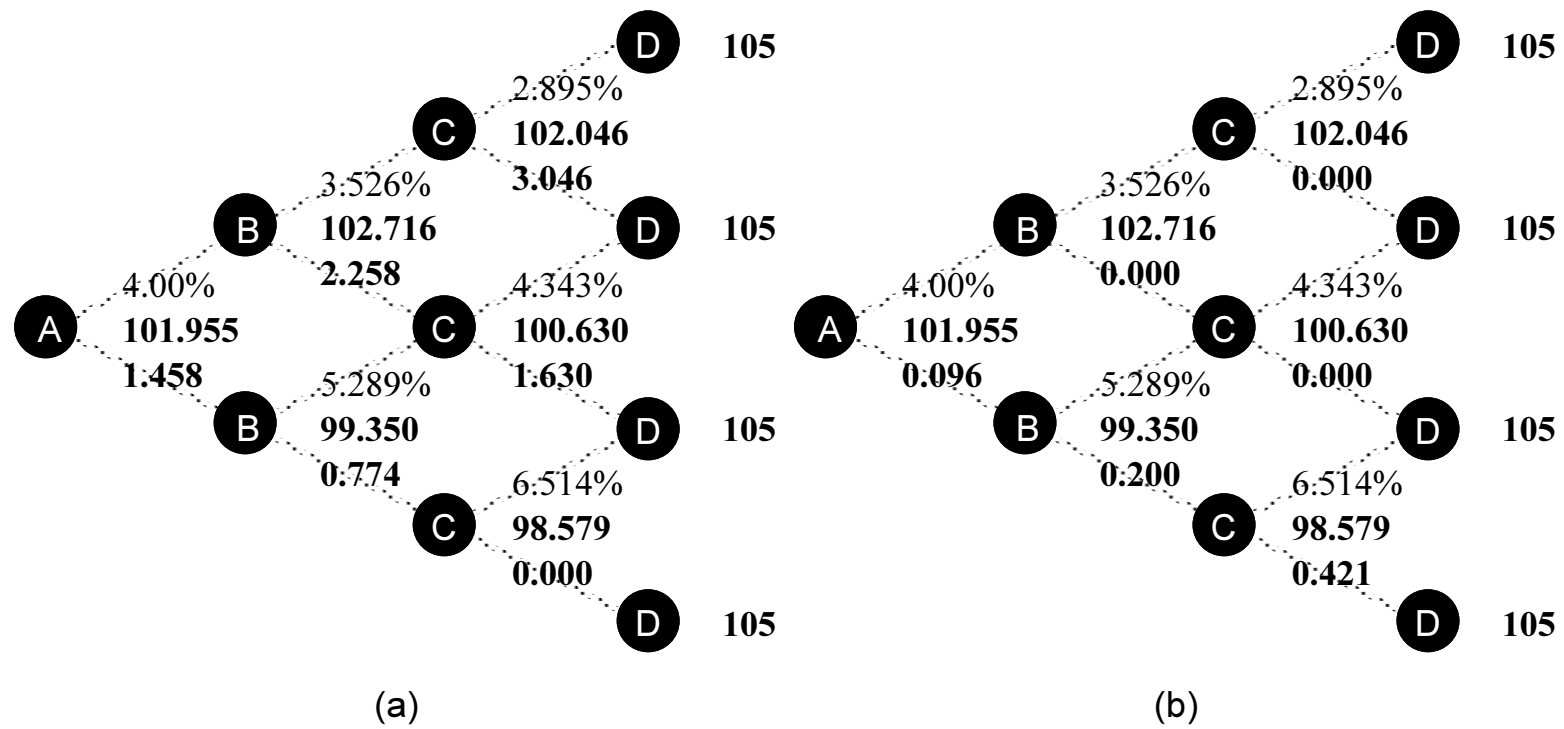 D 105
2.895%
C 102.046
3.046
3.526%
B 102.716 D 105
2.258
4.00% 4.343%
A 101.955 C 100.630
1.458 1.630
5.289%
B 99.350 D 105
0.774
6.514%
C 98.579
0.000
D 105
(a)
D 105
2.895%
C 102.046
0.000
3.526%
B 102.716 D 105
0.000
4.00% 4.343%
A 101.955 C 100.630
0.096 0.000
5.289%
B 99.350 D 105
0.200
6.514%
C 98.579
0.421
D 105
(b)